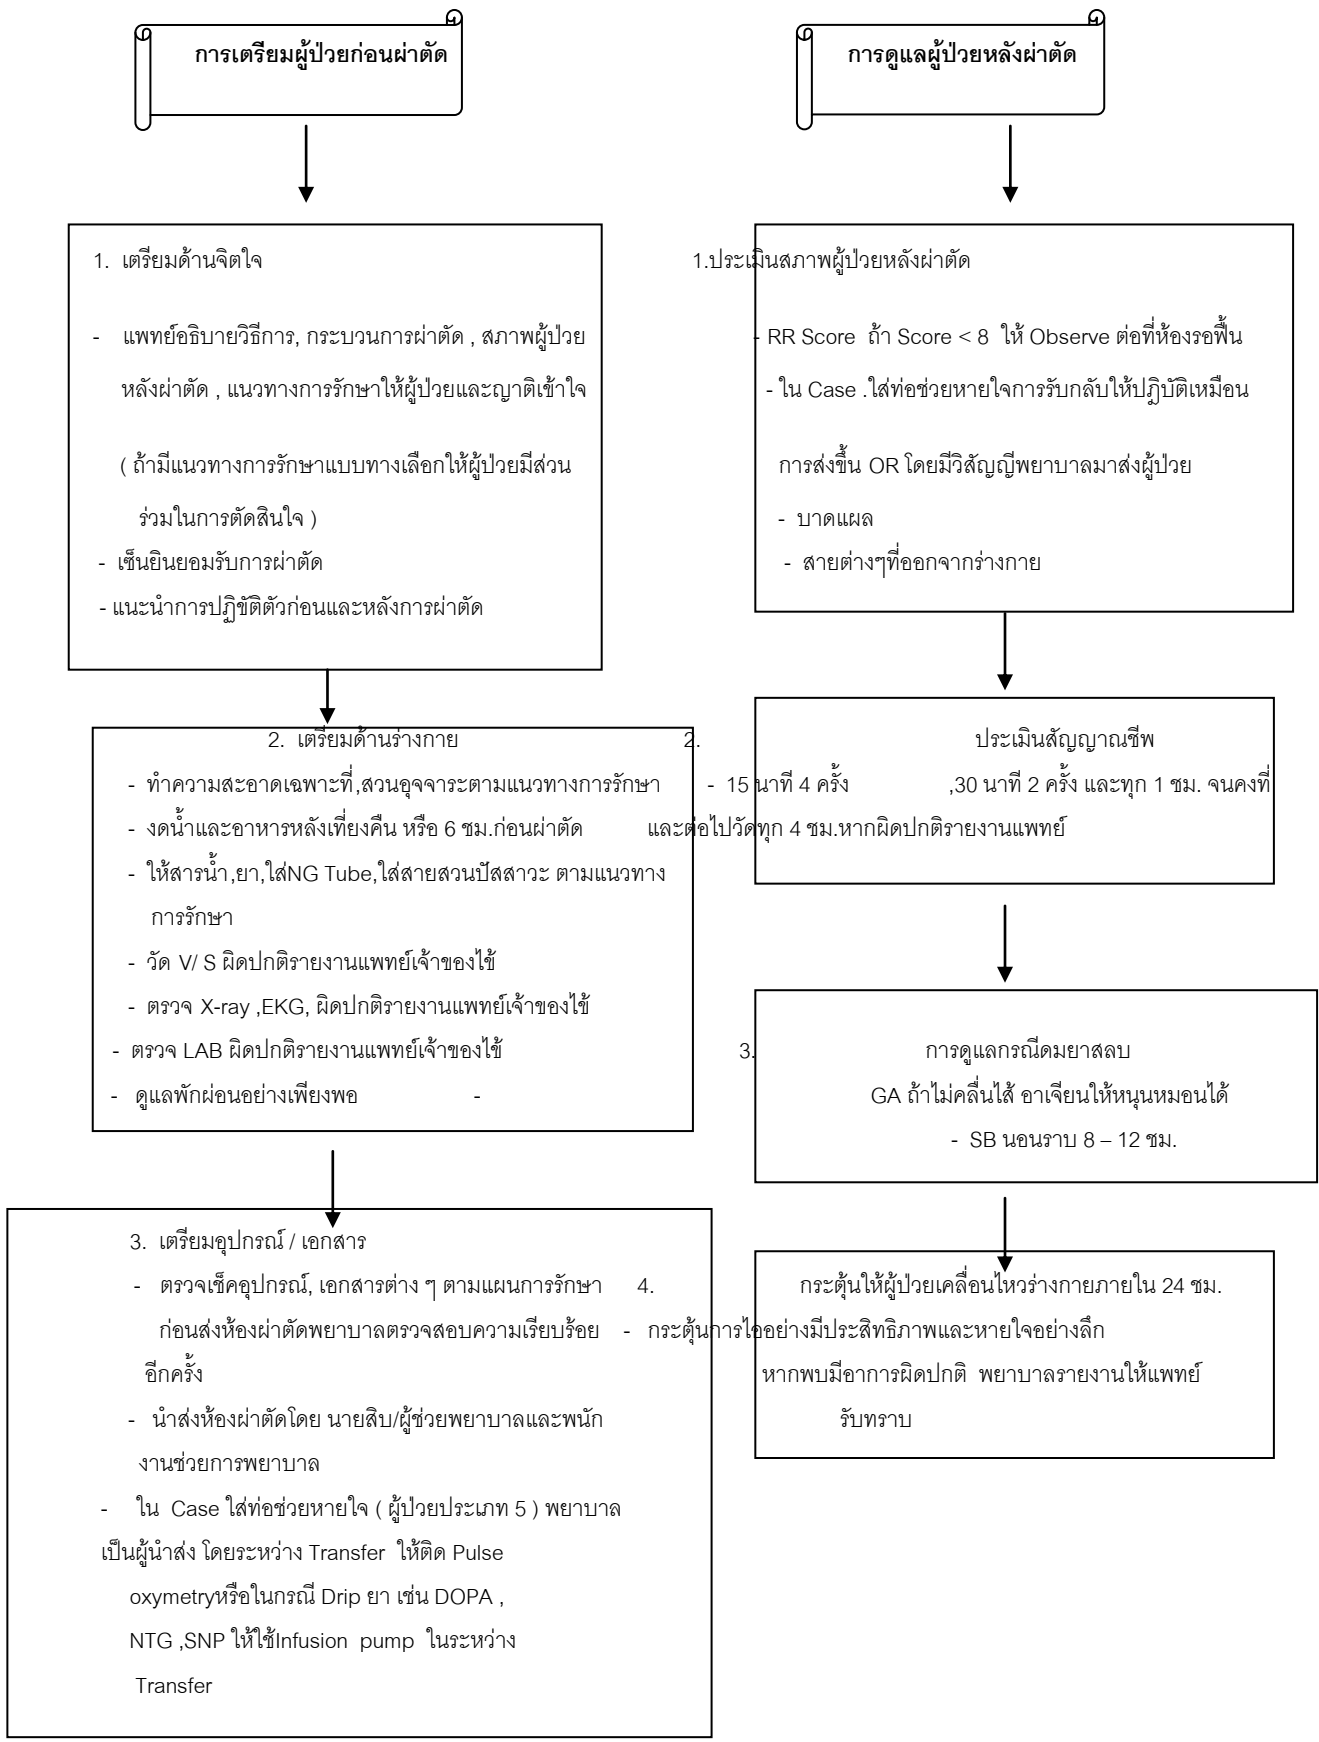 การเตรียมผู้ป่วยก่อนผ่าตัด
1. เตรียมด้านจิตใจ
- แพทย์อธิบายวิธีการ, กระบวนการผ่าตัด , สภาพผู้ป่วย
หลังผ่าตัด , แนวทางการรักษาให้ผู้ป่วยและญาติเข้าใจ
( ถ้ามีแนวทางการรักษาแบบทางเลือกให้ผู้ป่วยมีส่วน
ร่วมในการตัดสินใจ )
- เซ็นยินยอมรับการผ่าตัด
- แนะนำการปฏิขัติตัวก่อนและหลังการผ่าตัด
2. เตรียมด้านร่างกาย
- ทำความสะอาดเฉพาะที่,สวนอุจจาระตามแนวทางการรักษา
- งดน้ำและอาหารหลังเที่ยงคืน หรือ 6 ชม.ก่อนผ่าตัด
- ให้สารน้ำ,ยา,ใส่NG Tube,ใส่สายสวนปัสสาวะ ตามแนวทาง
การรักษา
- วัด V/ S ผิดปกติรายงานแพทย์เจ้าของไข้
- ตรวจ X-ray ,EKG, ผิดปกติรายงานแพทย์เจ้าของไข้
- ตรวจ LAB ผิดปกติรายงานแพทย์เจ้าของไข้
- ดูแลพักผ่อนอย่างเพียงพอ -
3. เตรียมอุปกรณ์ / เอกสาร
- ตรวจเช็คอุปกรณ์, เอกสารต่าง ๆ ตามแผนการรักษา
ก่อนส่งห้องผ่าตัดพยาบาลตรวจสอบความเรียบร้อย
อีกครั้ง
- นำส่งห้องผ่าตัดโดย นายสิบ/ผู้ช่วยพยาบาลและพนัก
งานช่วยการพยาบาล
- ใน Case ใส่ท่อช่วยหายใจ ( ผู้ป่วยประเภท 5 ) พยาบาล
เป็นผู้นำส่ง โดยระหว่าง Transfer ให้ติด Pulse
oxymetryหรือในกรณี Drip ยา เช่น DOPA ,
NTG ,SNP ให้ใช้Infusion pump ในระหว่าง
Transfer
การดูแลผู้ป่วยหลังผ่าตัด
1.ประเมินสภาพผู้ป่วยหลังผ่าตัด
- RR Score ถ้า Score < 8 ให้ Observe ต่อที่ห้องรอฟื้น
- ใน Case .ใส่ท่อช่วยหายใจการรับกลับให้ปฏิบัติเหมือน
การส่งขึ้น OR โดยมีวิสัญญีพยาบาลมาส่งผู้ป่วย
- บาดแผล
- สายต่างๆที่ออกจากร่างกาย
2. ประเมินสัญญาณชีพ
- 15 นาที 4 ครั้ง ,30 นาที 2 ครั้ง และทุก 1 ชม. จนคงที่
และต่อไปวัดทุก 4 ชม.หากผิดปกติรายงานแพทย์
3. การดูแลกรณีดมยาสลบ
GA ถ้าไม่คลื่นไส้ อาเจียนให้หนุนหมอนได้
- SB นอนราบ 8 – 12 ชม.
4. กระตุ้นให้ผู้ป่วยเคลื่อนไหวร่างกายภายใน 24 ชม.
- กระตุ้นการไออย่างมีประสิทธิภาพและหายใจอย่างลึก
หากพบมีอาการผิดปกติ พยาบาลรายงานให้แพทย์
รับทราบ